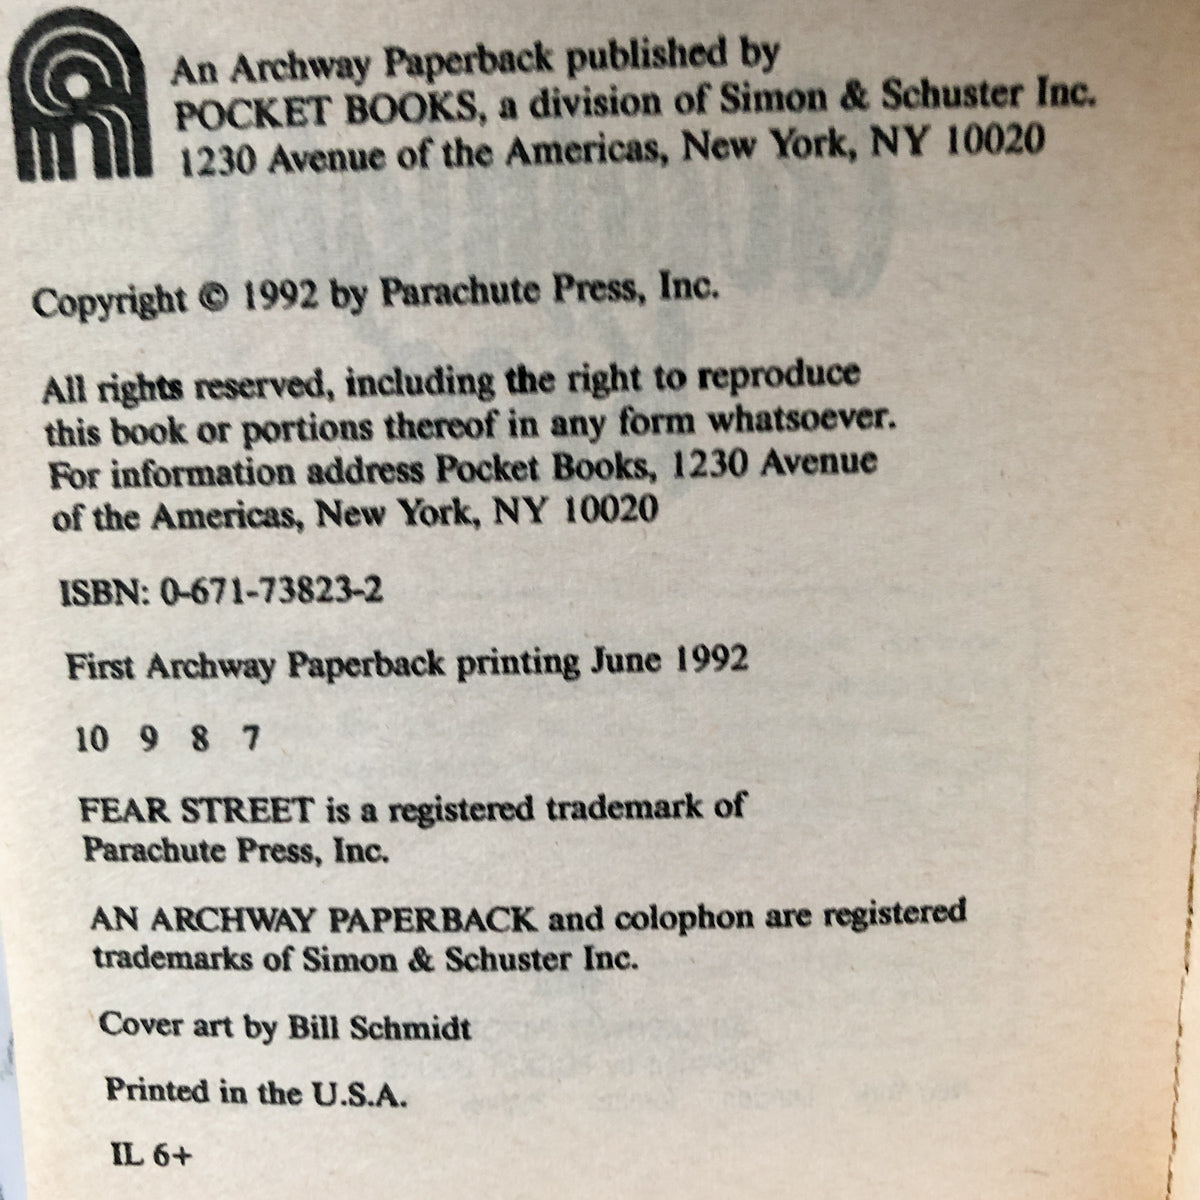 An Archway Paperback published by
POCKET BOOKS, a division of Simon & Schuster Inc.
1230 Avenue of the Americas, New York, NY 10020
Copyright © 1992 by Parachute Press, Inc.
All rights reserved, including the right to reproduce
this book or portions thereof in any form whatsoever.
For information address Pocket Books, 1230 Avenue
of the Americas, New York, NY 10020
ISBN: 0-671-73823-2
First Archway Paperback printing June 1992
10 9 8 7
FEAR STREET is a registered trademark of
Parachute Press, Inc.
AN ARCHWAY PAPERBACK and colophon are registered
trademarks of Simon & Schuster Inc.
Cover art by Bill Schmidt
Printed in the U.S.A.
IL 6+